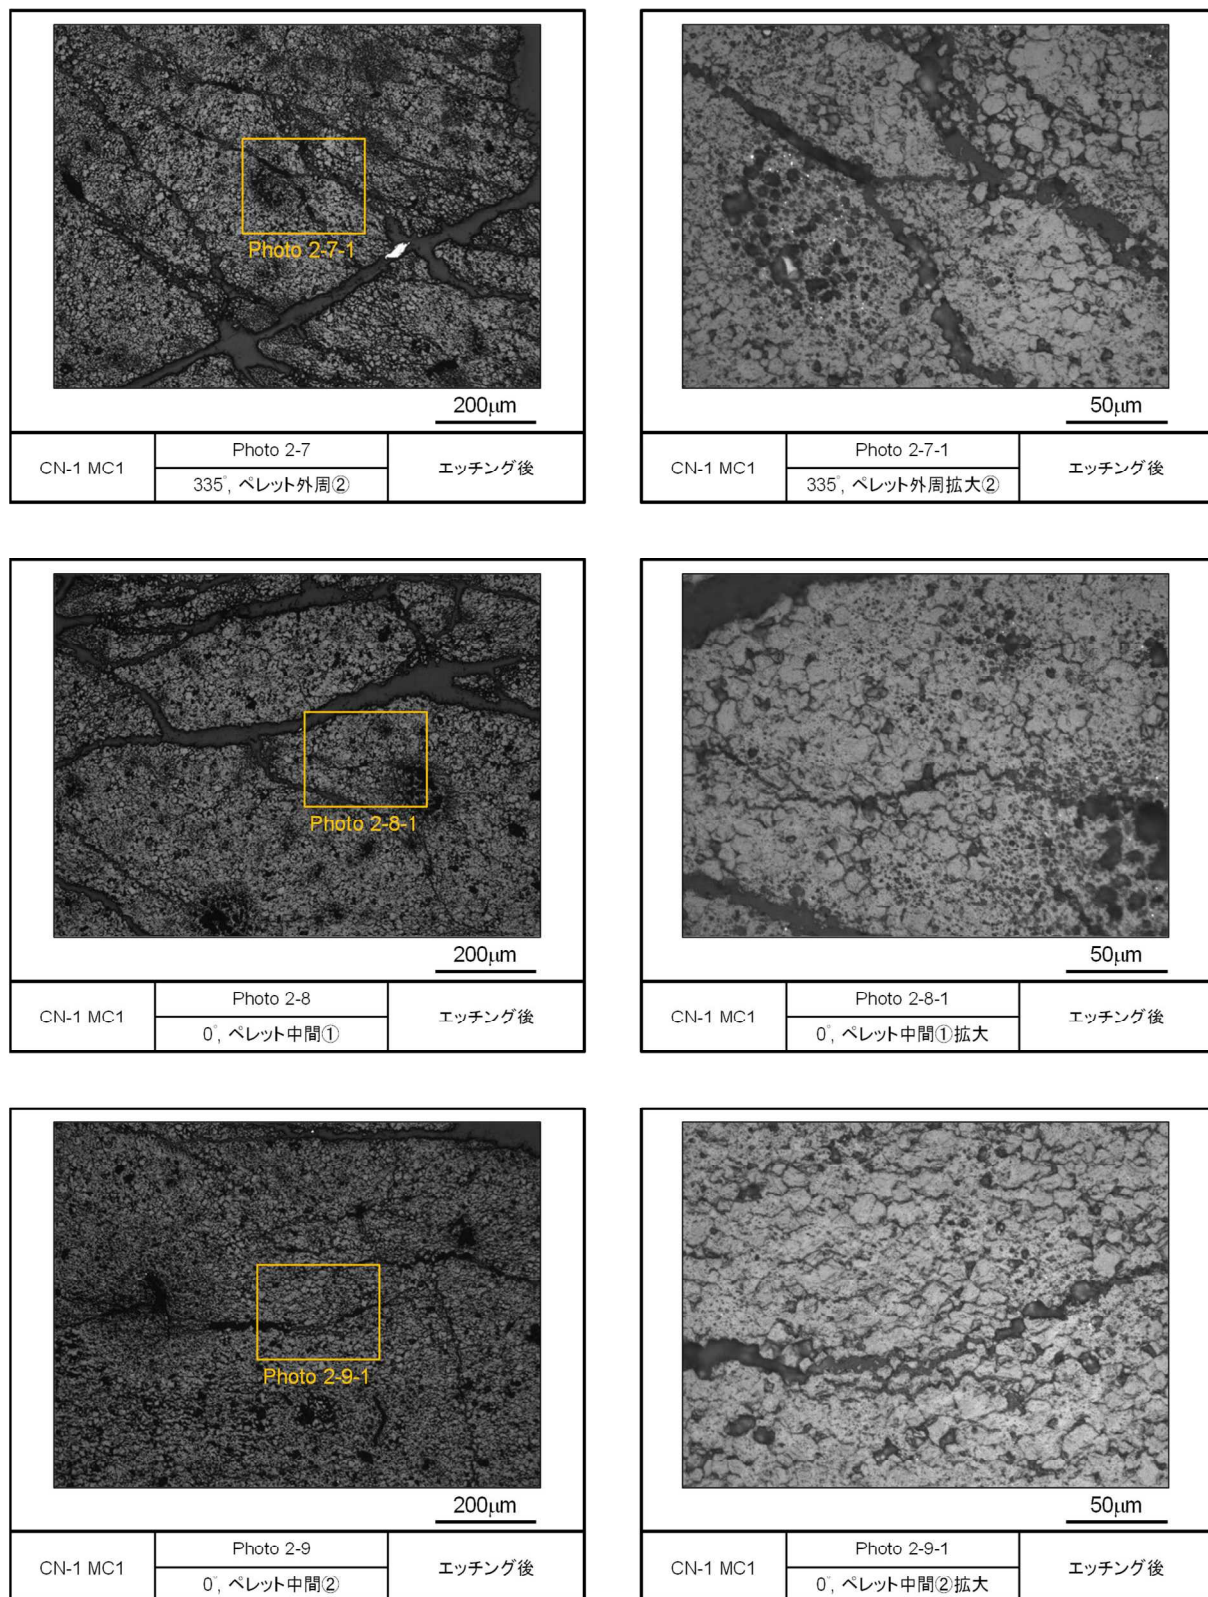 Photo 2-7-1
200μm
CN-1 MC1
Photo 2-7
335°, ペレット外周②
エッチング後
50μm
CN-1 MC1
Photo 2-7-1
335°, ペレット外周拡大②
エッチング後
Photo 2-8-1
200μm
CN-1 MC1
Photo 2-8
0°, ペレット中間①
エッチング後
50μm
CN-1 MC1
Photo 2-8-1
0°, ペレット中間①拡大
エッチング後
Photo 2-9-1
200μm
CN-1 MC1
Photo 2-9
0°, ペレット中間②
エッチング後
50μm
CN-1 MC1
Photo 2-9-1
0°, ペレット中間②拡大
エッチング後